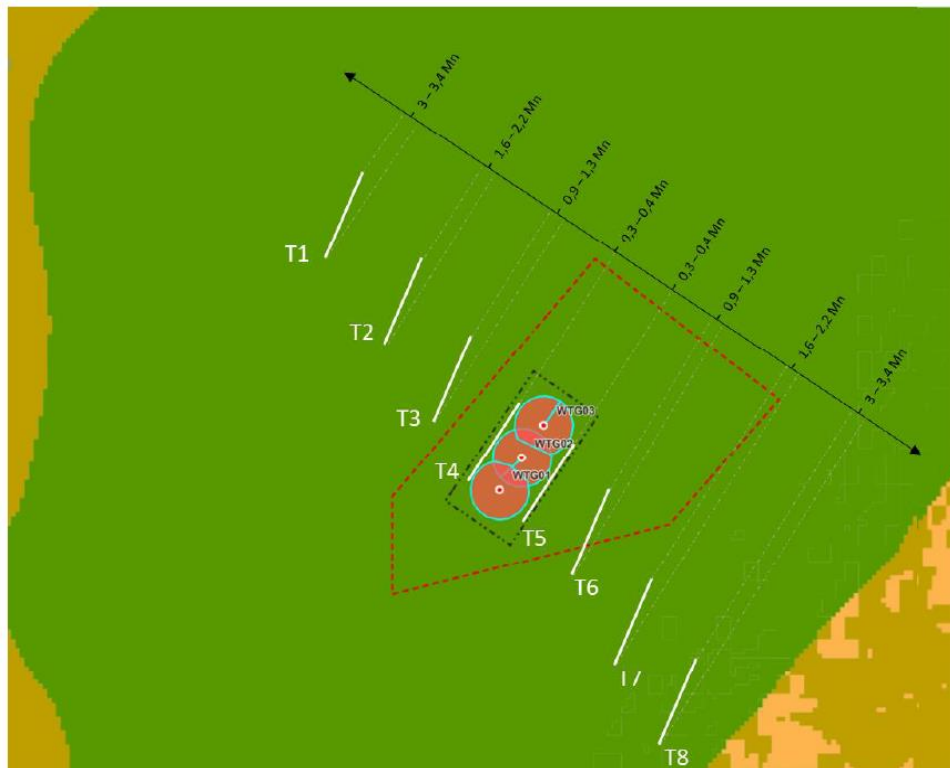 3 – 3,4 Mn
1,6 – 2,2 Mn
0,9 – 1,3 Mn
0,3 – 0,4 Mn
0,3 – 0,4 Mn
0,9 – 1,3 Mn
1,6 – 2,2 Mn
3 – 3,4 Mn
T1
T2
T3
T4
WTG03
WTG02
WTG01
T5
T6
T7
T8